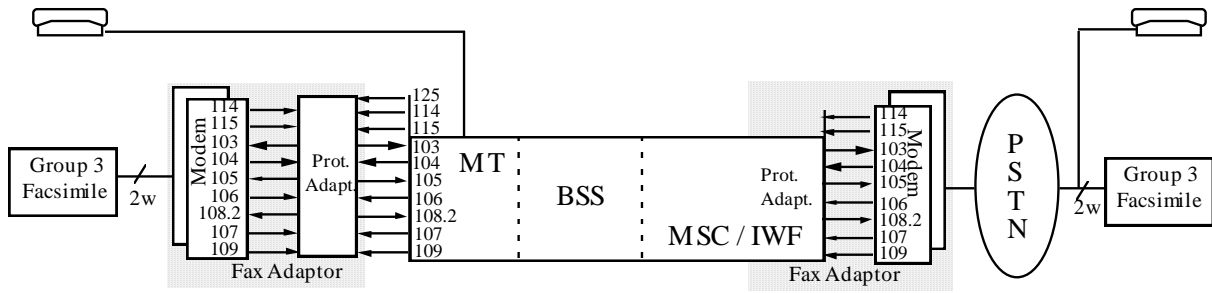 Group 3
Facsimile
2w
Modem
114
115
103
104
105
106
108.2
107
109
Prot.
Adapt.
Fax Adaptor
125
114
115
103
104
105
106
108.2
107
109
MT
BSS
MSC / IWF
Prot.
Adapt.
114
115
103
104
105
106
108.2
107
109
Modem
Fax Adaptor
P
S
T
N
2w
Group 3
Facsimile